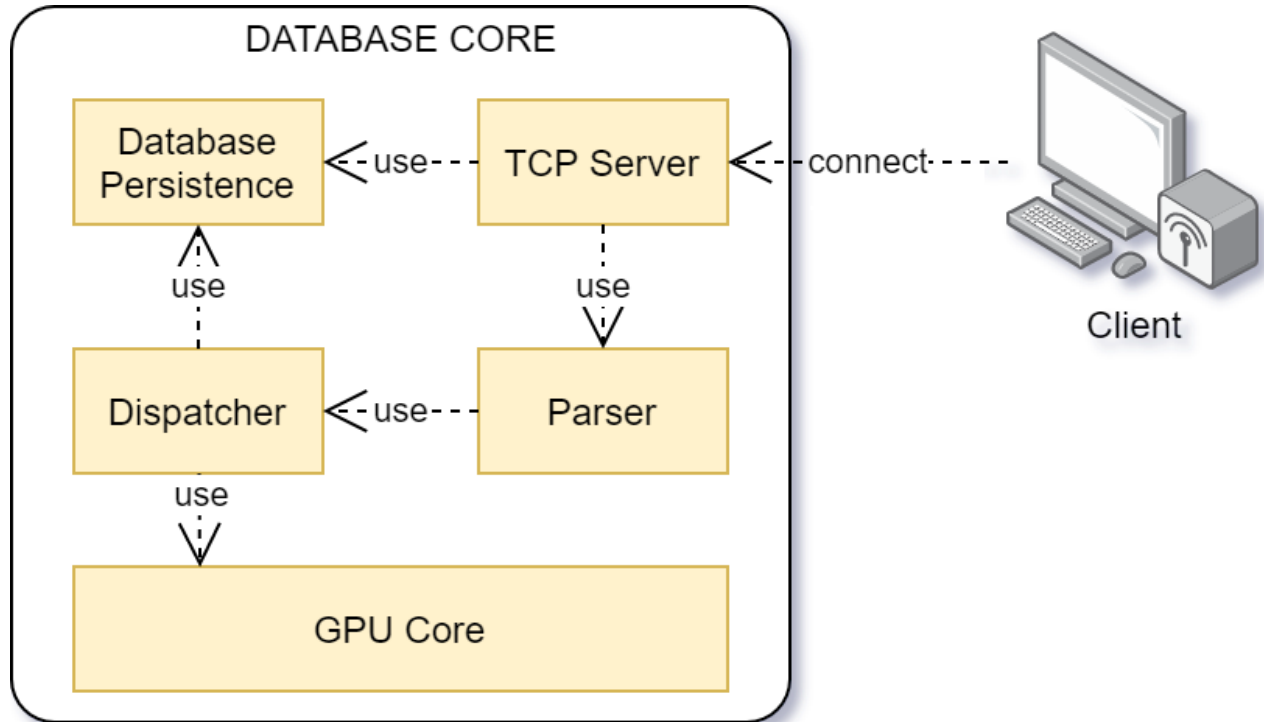 DATABASE CORE
Database
Persistence
use
TCP Server
connect
use
use
Client
Dispatcher
use
Parser
use
GPU Core